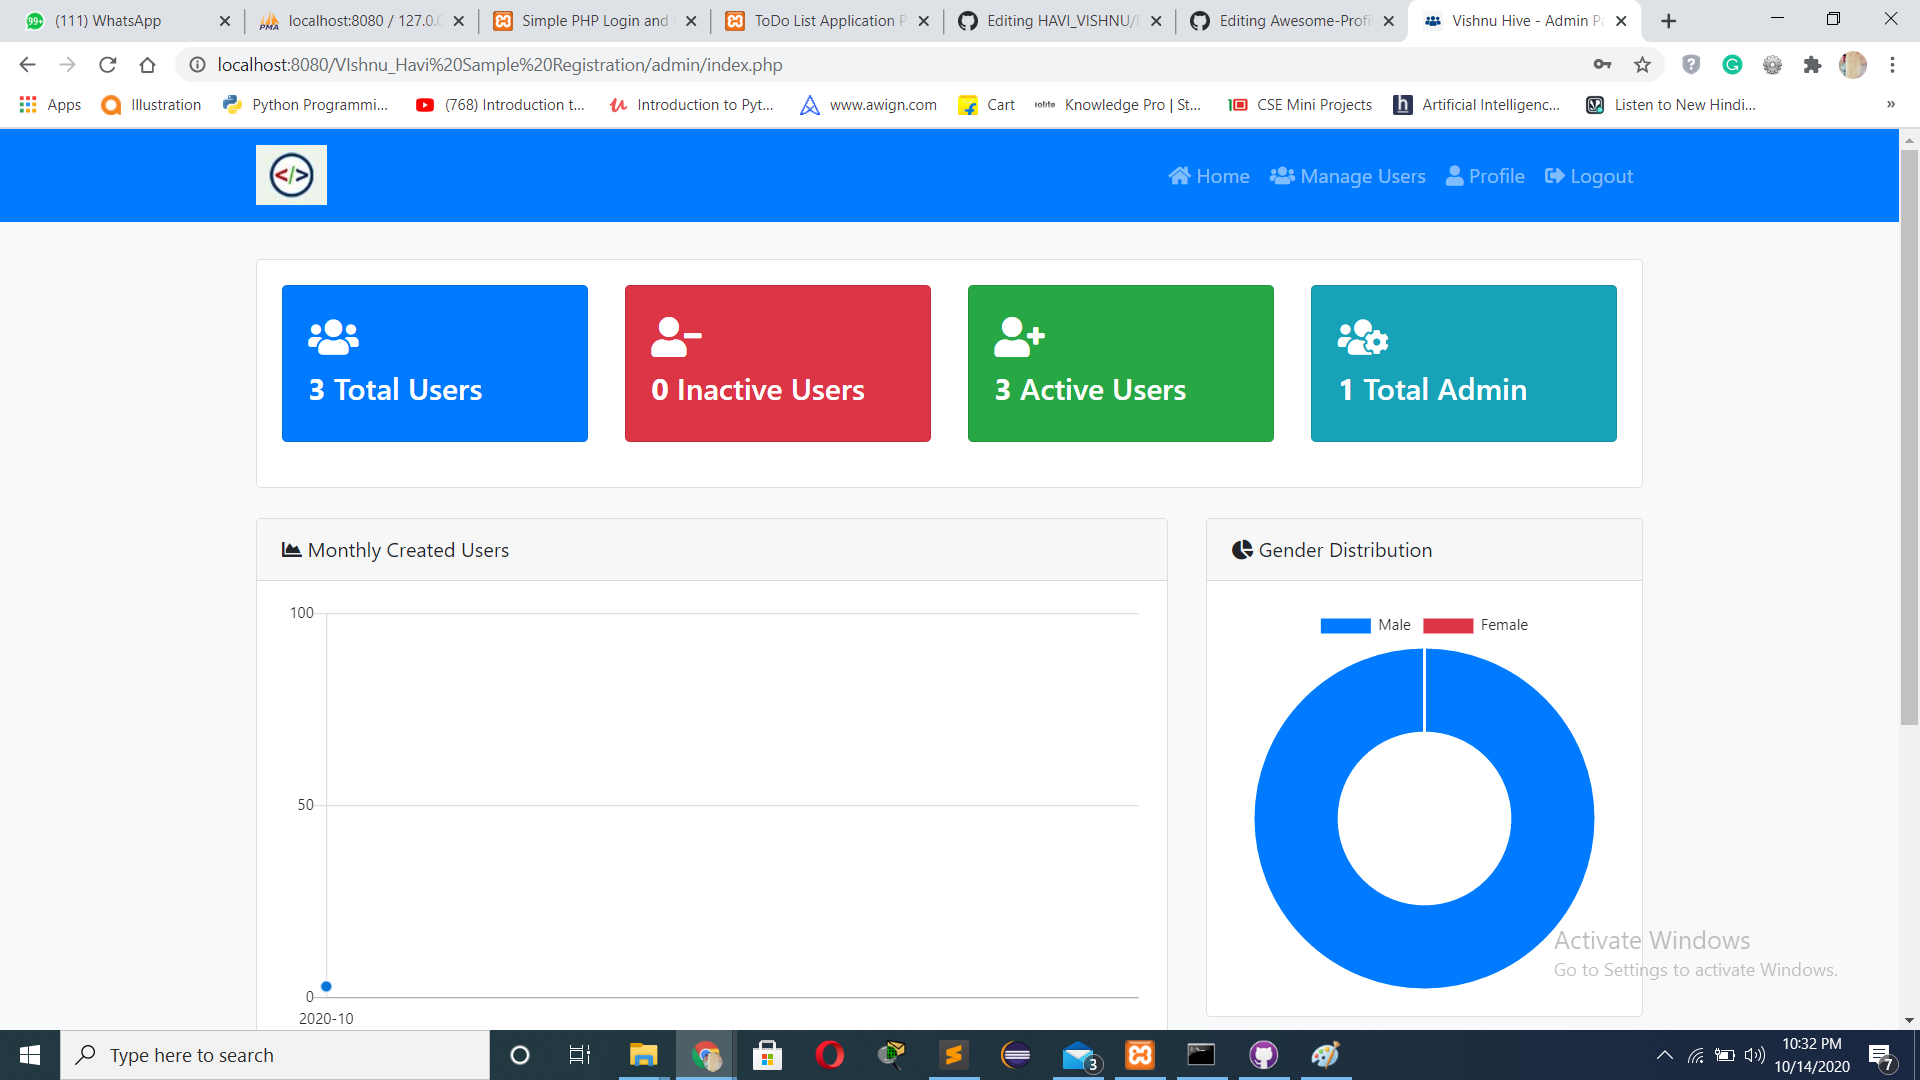 (111) WhatsApp
localhost:8080 / 127.0.0
Simple PHP Login and
ToDo List Application P
Editing HAVI_VISHNU/
Editing Awesome-Profi
Vishnu Hive - Admin Pa
localhost:8080/VIshnu_Havi%20Sample%20Registration/admin/index.php
Apps
Illustration
Python Programmi...
(768) Introduction t...
Introduction to Pyt...
www.awign.com
Cart
Knowledge Pro | St...
CSE Mini Projects
Artificial Intelligenc...
Listen to New Hindi...
»
</>
Home
Manage Users
Profile
Logout
3 Total Users
0 Inactive Users
3 Active Users
1 Total Admin
Monthly Created Users
100
50
0
2020-10
Gender Distribution
Male
Female
Activate Windows
Go to Settings to activate Windows.
Type here to search
3
10:32 PM
10/14/2020
7